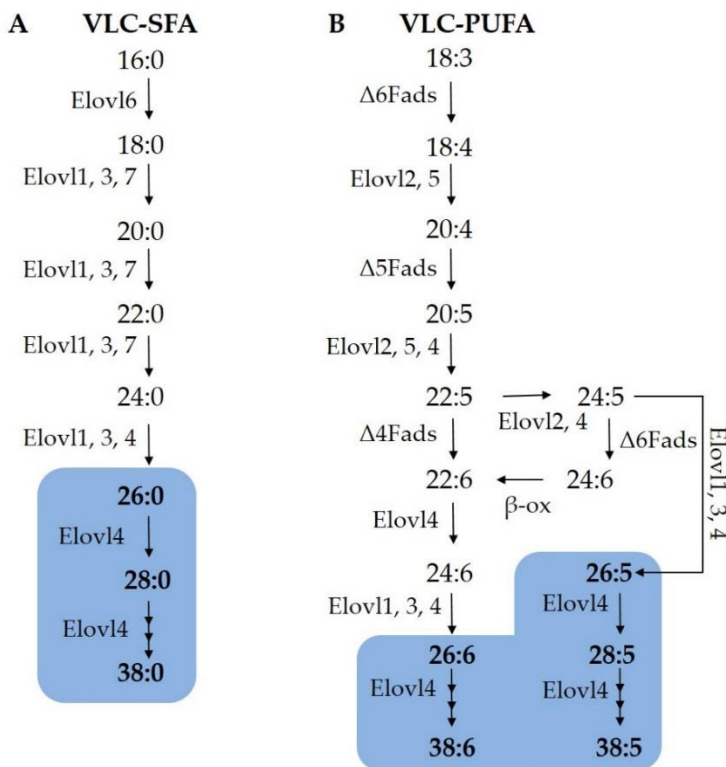 A VLC-SFA
16:0
Elovl6
18:0
Elovl1, 3, 7
20:0
Elovl1, 3, 7
22:0
Elovl1, 3, 7
24:0
Elovl1, 3, 4
26:0
Elovl4
28:0
Elovl4
38:0
B VLC-PUFA
18:3
Δ6Fads
18:4
Elovl2, 5
20:4
Δ5Fads
20:5
Elovl2, 5, 4
22:5 24:5
Elovl2, 4
Δ4Fads Δ6Fads
Elovl1, 3, 4
22:6 24:6
β-ox
Elovl4
24:6 26:5
Elovl1, 3, 4 Elovl4
26:6 28:5
Elovl4 Elovl4
38:6 38:5